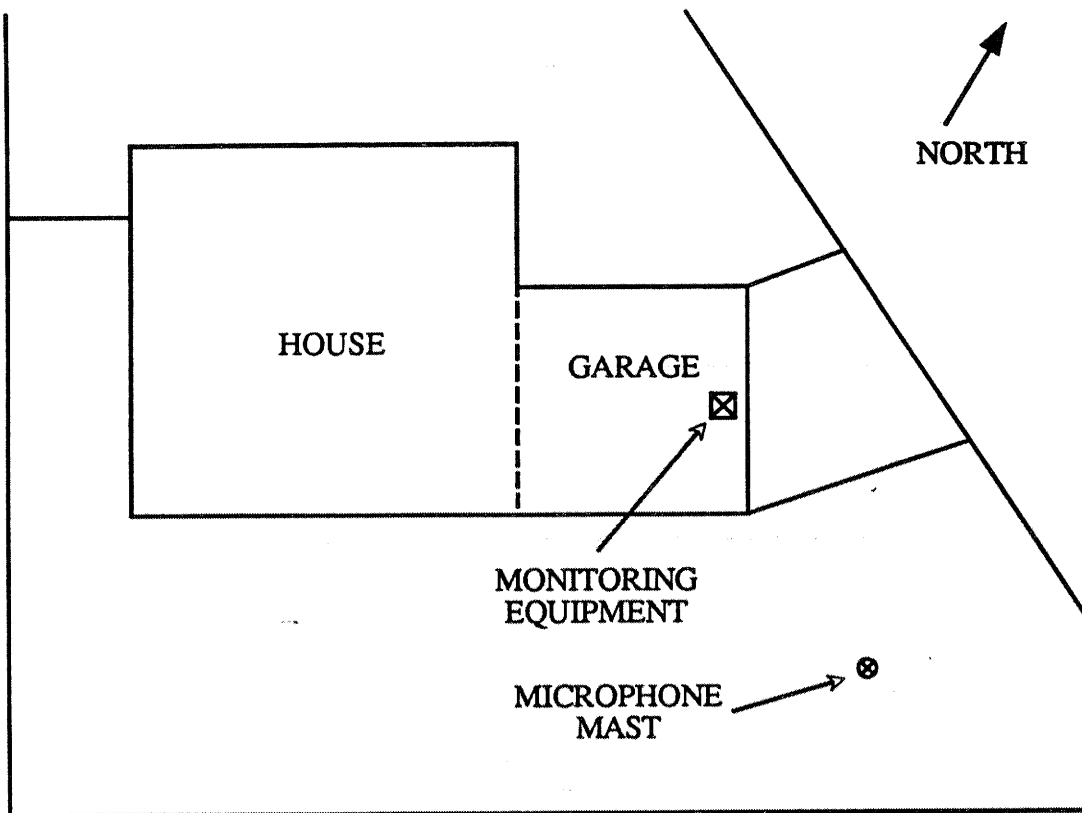 NORTH
HOUSE
GARAGE
MONITORING
EQUIPMENT
MICROPHONE
MAST